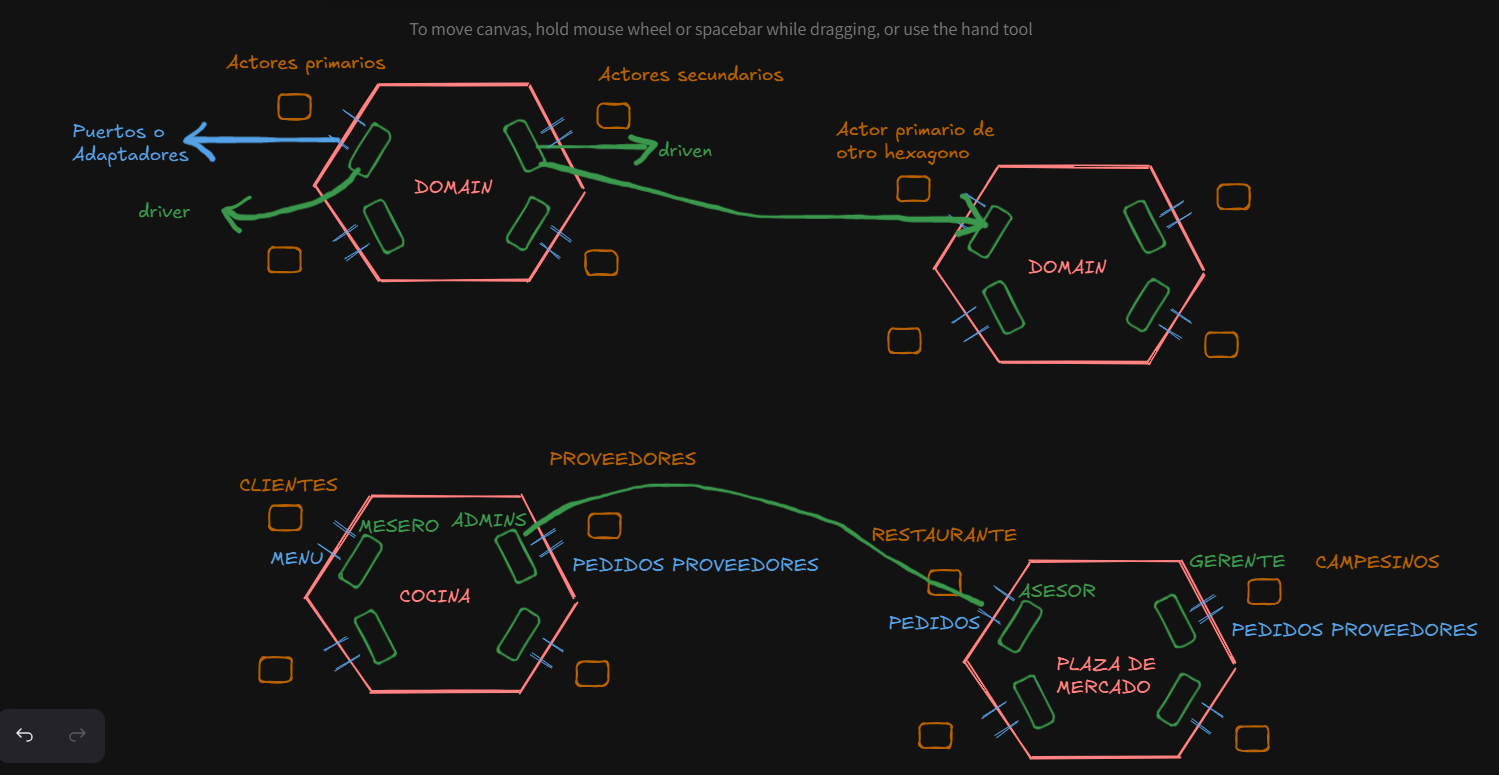 To move canvas, hold mouse wheel or spacebar while dragging, or use the hand tool
Actores primarios
Actores secundarios
Puertos o
Adaptadores
driven
Actor primario de
otro hexagono
DOMAIN
driver
DOMAIN
PROVEEDORES
CLIENTES
MESERO
ADMINS
MENU
PEDIDOS PROVEEDORES
COCINA
RESTAURANTE
GERENTE
CAMPESINOS
ASESOR
PEDIDOS
PEDIDOS PROVEEDORES
PLAZA DE
MERCADO